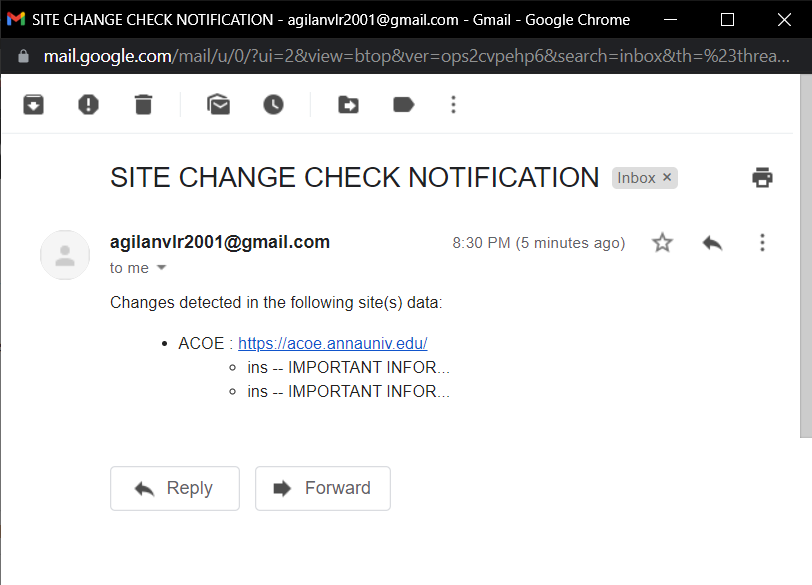 SITE CHANGE CHECK NOTIFICATION - agilanvlr2001@gmail.com - Gmail - Google Chrome
mail.google.com/mail/u/0/?ui=2&view=btop&ver=ops2cvpehp6&search=inbox&th=%23threa...
SITE CHANGE CHECK NOTIFICATION Inbox ×
agilanvlr2001@gmail.com 8:30 PM (5 minutes ago)
to me
Changes detected in the following site(s) data:
• ACOE : https://acoe.annauniv.edu/
◦ ins -- IMPORTANT INFOR...
◦ ins -- IMPORTANT INFOR...
Reply Forward